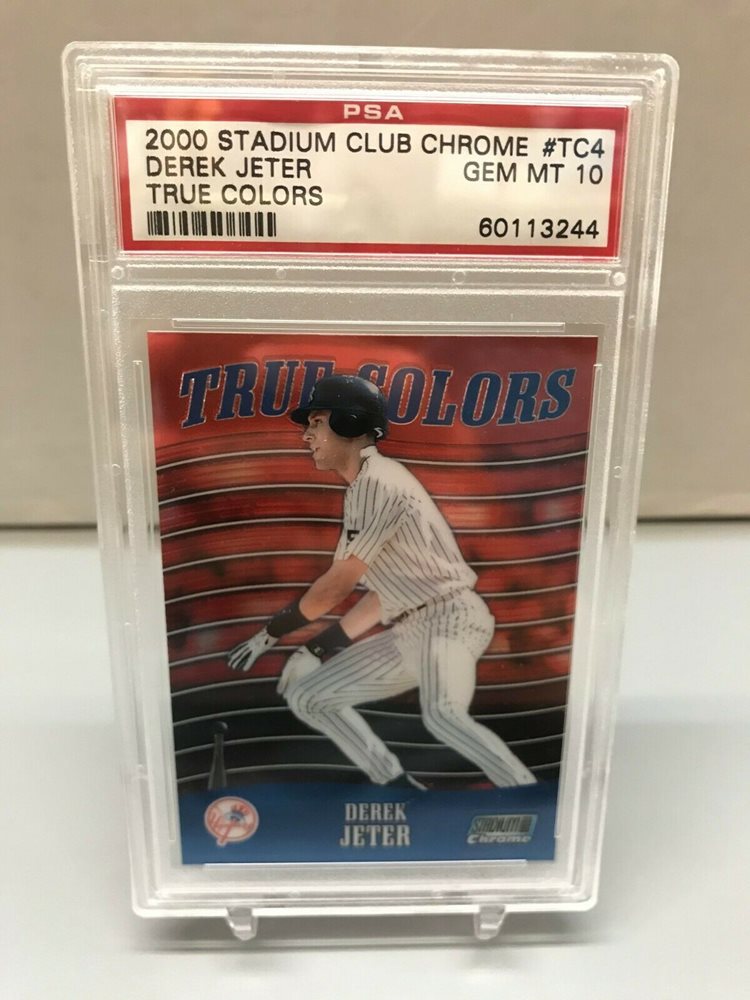 PSA
2000 STADIUM CLUB CHROME #TC4
DEREK JETER GEM MT 10
TRUE COLORS
60113244
TRUE COLORS
DEREK
JETER
STADIUM
Chrome